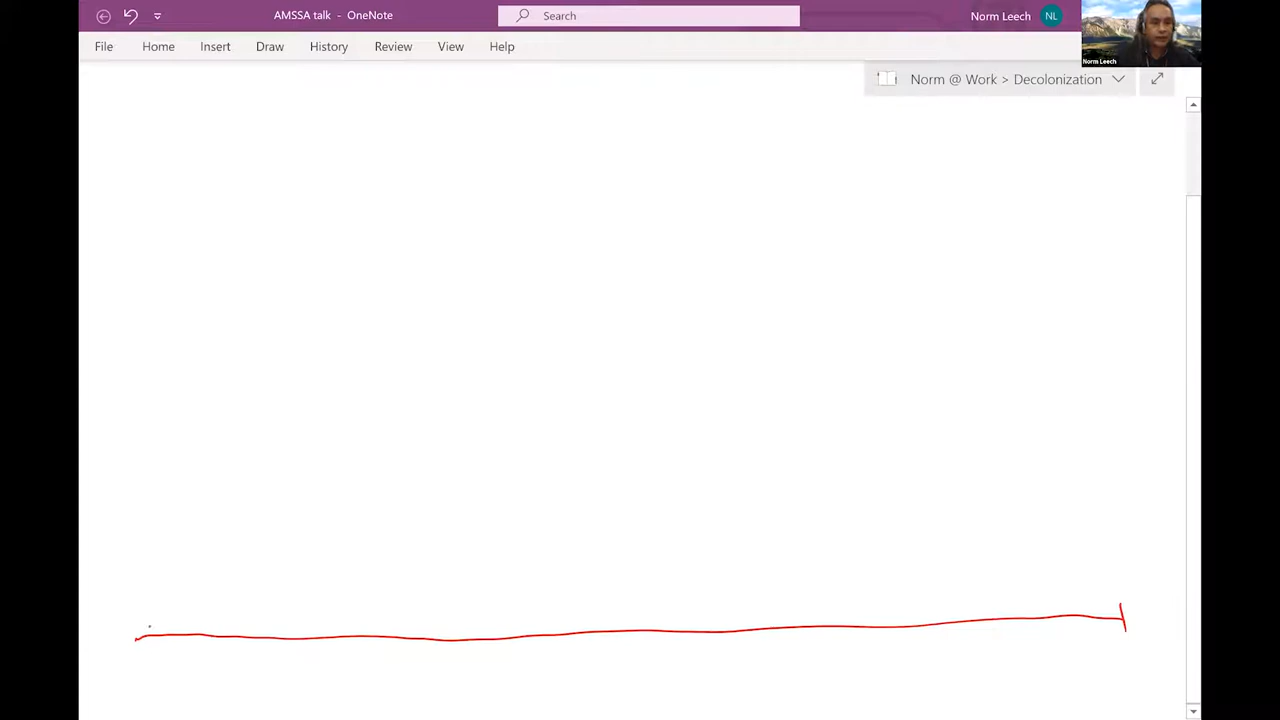 AMSSA talk - OneNote
Search
Norm Leech NL
Norm Leech
File Home Insert Draw History Review View Help
Norm @ Work > Decolonization